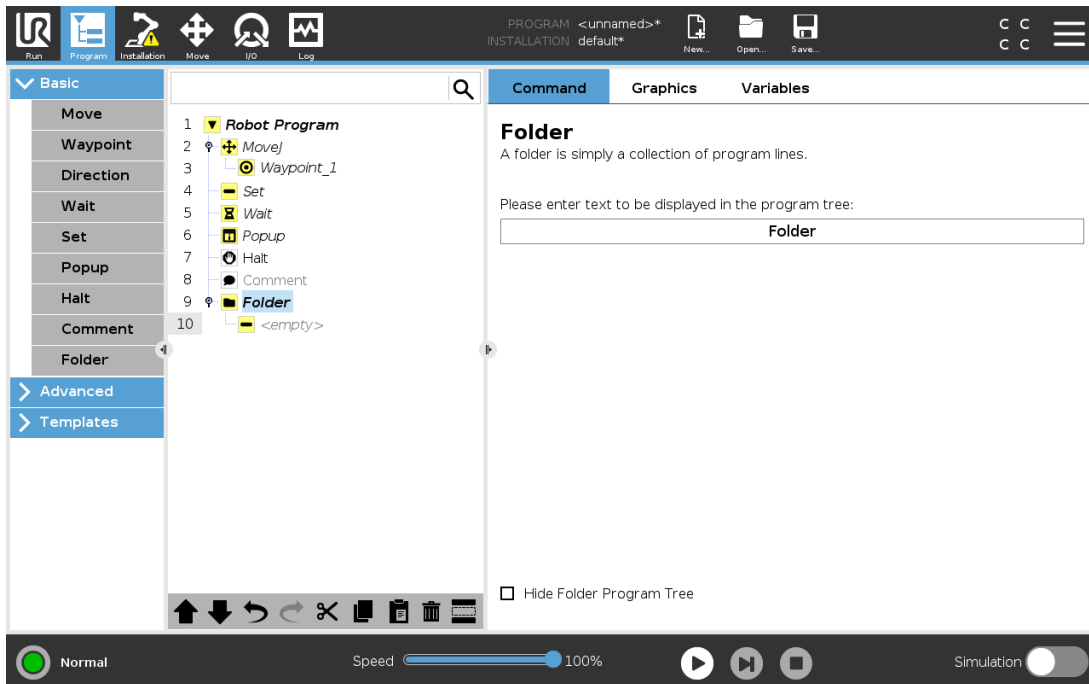 PROGRAM <unnamed>*
INSTALLATION default*
C C
C C
Run Program Installation Move I/O Log New... Open... Save...
Basic
Move
Waypoint
Direction
Wait
Set
Popup
Halt
Comment
Folder
Advanced
Templates
1 Robot Program
2 MoveJ
3 Waypoint_1
4 Set
5 Wait
6 Popup
7 Halt
8 Comment
9 Folder
10 <empty>
Command Graphics Variables
Folder
A folder is simply a collection of program lines.
Please enter text to be displayed in the program tree:
Folder
Hide Folder Program Tree
Normal Speed 100% Simulation